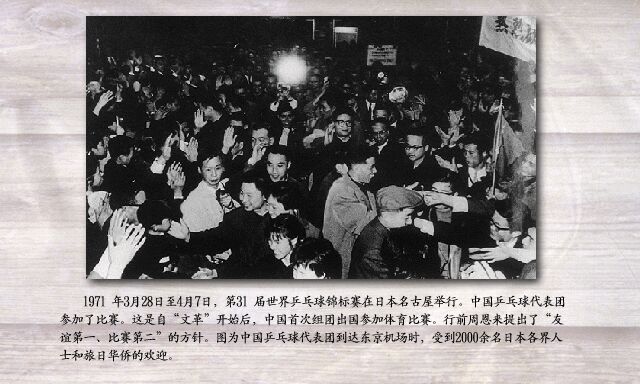 1971 年3月28日至4月7日，第31 届世界乒乓球锦标赛在日本名古屋举行。中国乒乓球代表团
参加了比赛。这是自“文革”开始后，中国首次组团出国参加体育比赛。行前周恩来提出了“友
谊第一、比赛第二”的方针。图为中国乒乓球代表团到达东京机场时，受到2000余名日本各界人
士和旅日华侨的欢迎。